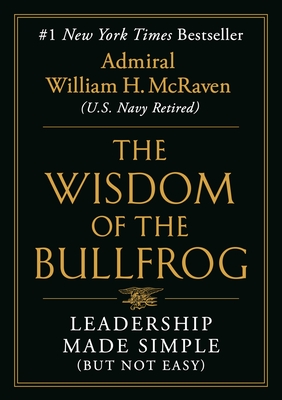 #1 New York Times Bestseller
Admiral
William H. McRaven
(U.S. Navy Retired)
THE
WISDOM
OF THE
BULLFROG
LEADERSHIP
MADE SIMPLE
(BUT NOT EASY)